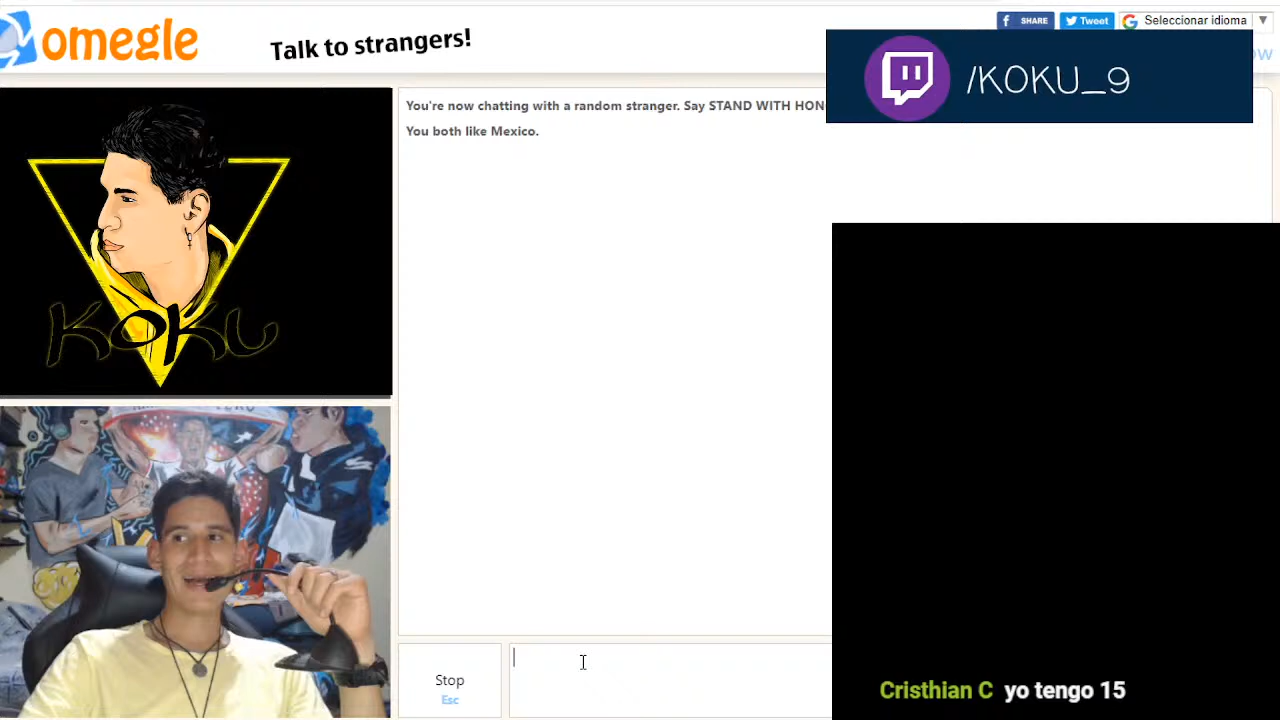 omegle
Talk to strangers!
SHARE
Tweet
Seleccionar idioma
/KOKU_9
You're now chatting with a random stranger. Say STAND WITH
You both like Mexico.
KOKU
Stop
Esc
Cristhian C yo tengo 15